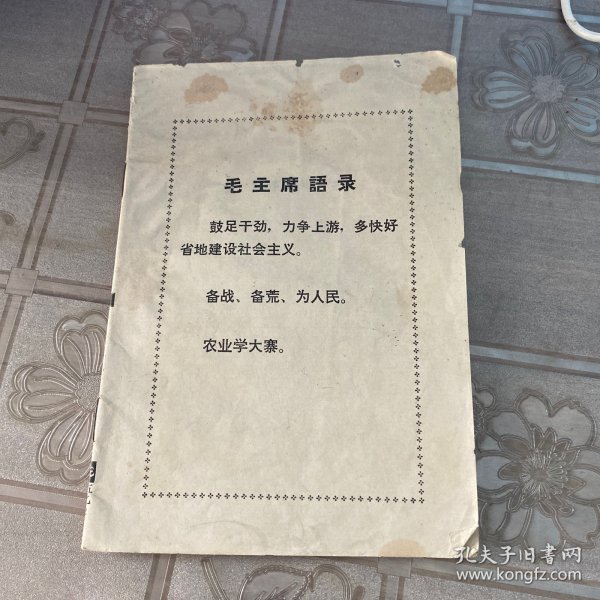 毛主席語录
鼓足干劲，力争上游，多快好
省地建设社会主义。
备战、备荒、为人民。
农业学大寨。
孔夫子旧书网
www.kongfz.com